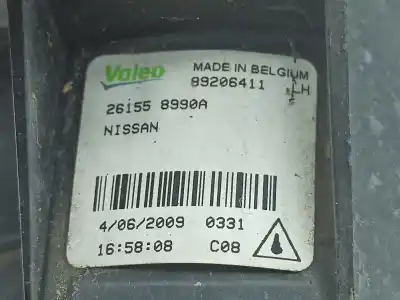 Valeo
MADE IN BELGIUM
89206411
LH
26155 8990A
NISSAN
4/06/2009 0331
16:58:08 C08